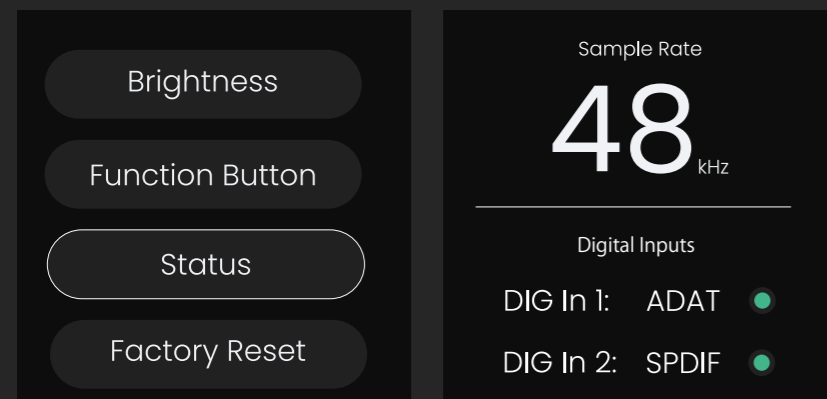 Brightness
Function Button
Status
Factory Reset
Sample Rate
48 kHz
Digital Inputs
DIG In 1: ADAT
DIG In 2: SPDIF